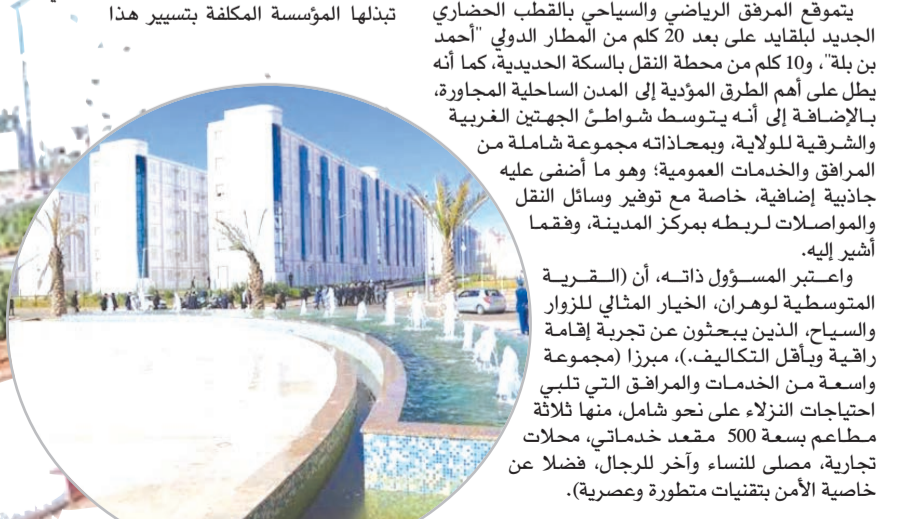 يتموقع المرفق الرياضي والسياحي بالقطب الحضاري
الجديد لبلقايد على بعد 20 كلم من المطار الدولي "أحمد
بن بلة"، و10 كلم من محطة النقل بالسكة الحديدية، كما أنه
يطل على أهم الطرق المؤدية إلى المدن الساحلية المجاورة،
بالإضافة إلى أنه يتوسط شواطئ الجهتين الغربية
والشرقية للولاية، وبمحاذاته مجموعة شاملة من
المرافق والخدمات العمومية؛ وهو ما أضفى عليه
جاذبية إضافية، خاصة مع توفير وسائل النقل
والمواصلات لربطه بمركز المدينة، وفقما
أشير إليه.
واعتبر المسؤول ذاته، أن (القرية
المتوسطية لوهران، الخيار المثالي للزوار
والسياح، الذين يبحثون عن تجربة إقامة
راقية وبأقل التكاليف.)، مبرزا (مجموعة
واسعة من الخدمات والمرافق التي تلبي
احتياجات النزلاء على نحو شامل، منها ثلاثة
مطاعم بسعة 500 مقعد خدماتي، محلات
تجارية، مصلى للنساء وآخر للرجال، فضلا عن
خاصية الأمن بتقنيات متطورة وعصرية).
تبذلها المؤسسة المكلفة بتسيير هذا